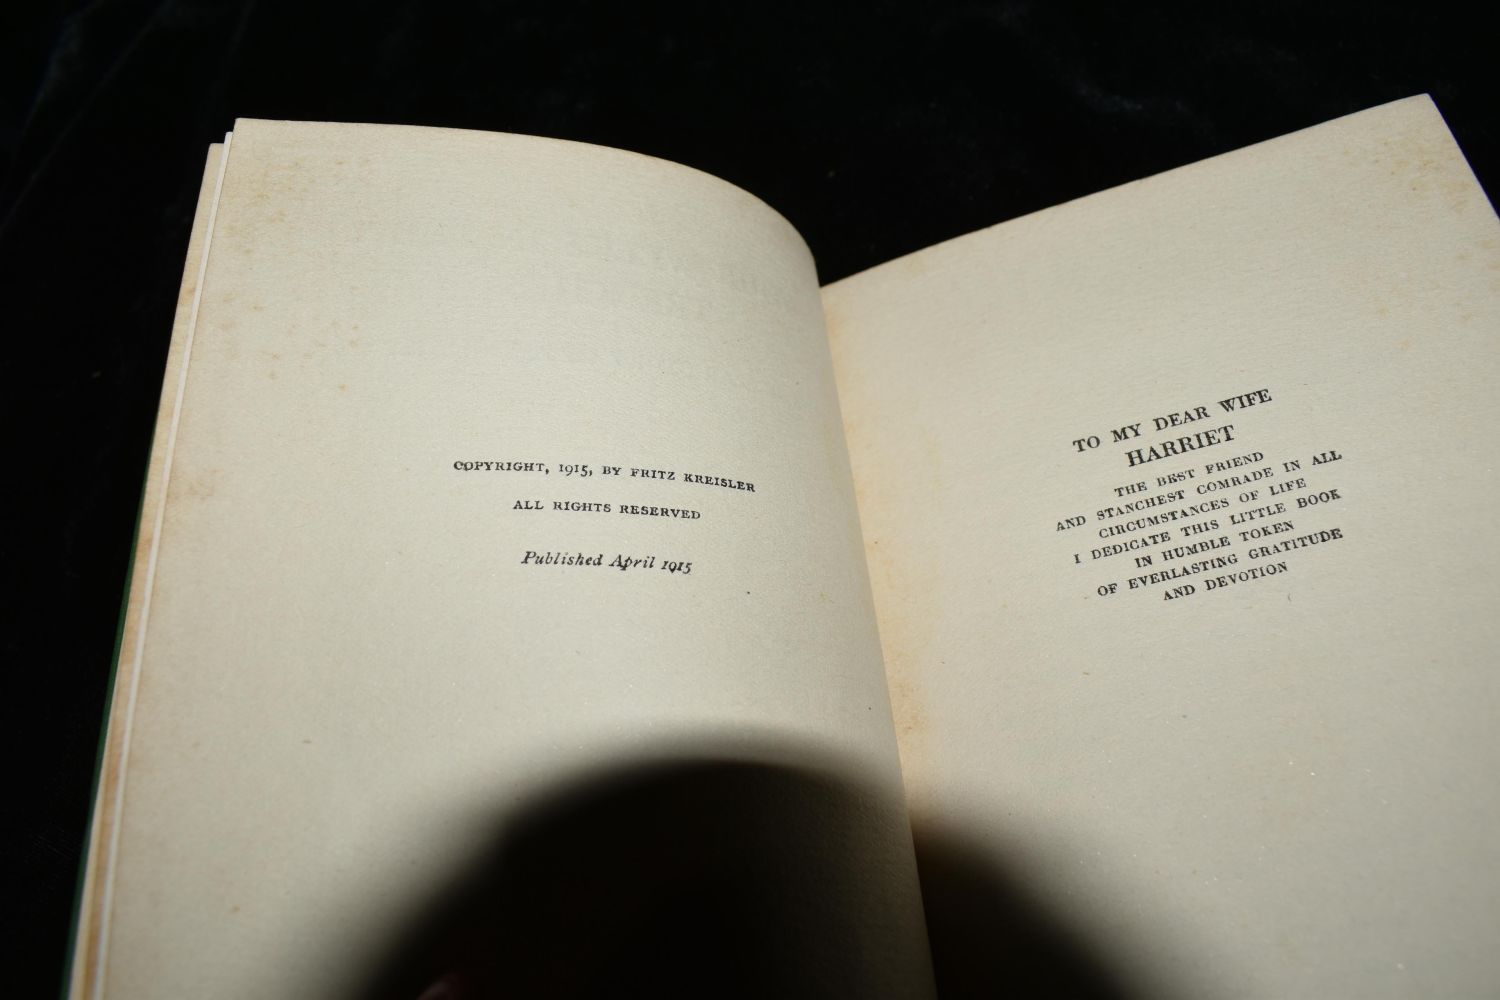 COPYRIGHT, 1915, BY FRITZ KREISLER
ALL RIGHTS RESERVED
Published April 1915
TO MY DEAR WIFE
HARRIET
THE BEST FRIEND
AND STANCHEST COMRADE IN ALL
CIRCUMSTANCES OF LIFE
I DEDICATE THIS LITTLE BOOK
IN HUMBLE TOKEN
OF EVERLASTING GRATITUDE
AND DEVOTION